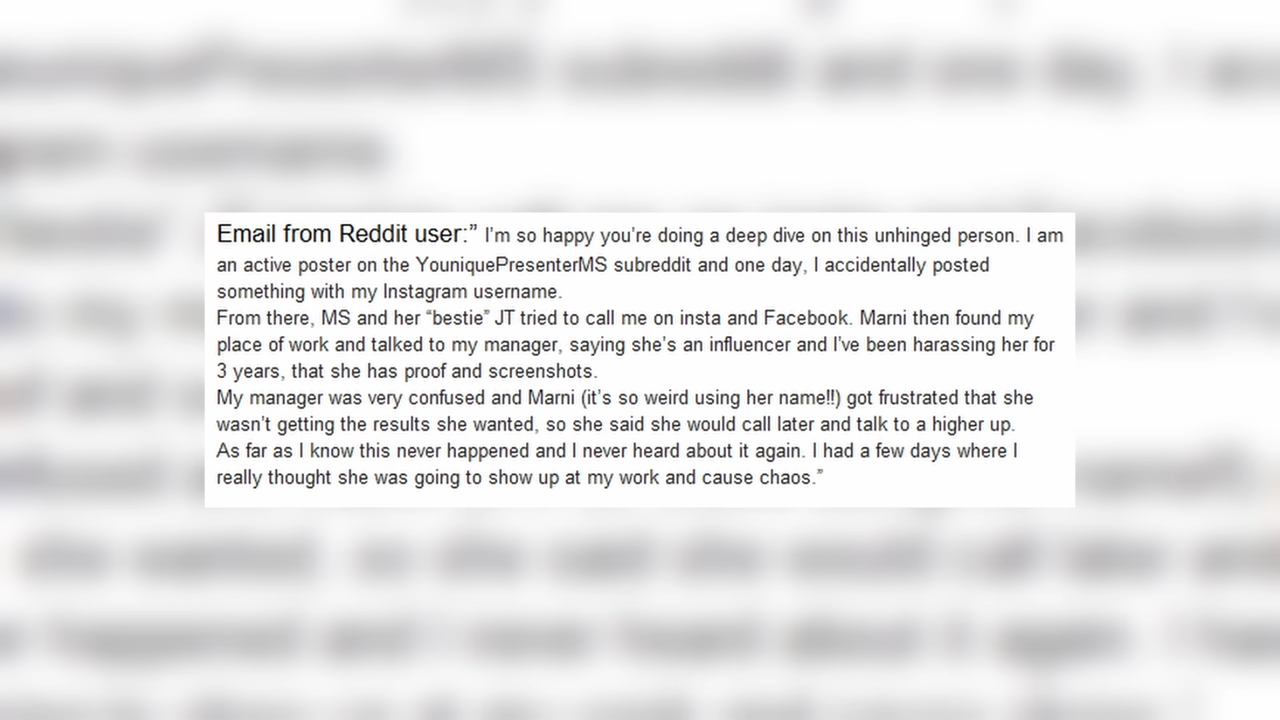 Email from Reddit user:” I’m so happy you’re doing a deep dive on this unhinged person. I am
an active poster on the YouniquePresenterMS subreddit and one day, I accidentally posted
something with my Instagram username.
From there, MS and her “bestie” JT tried to call me on insta and Facebook. Marni then found my
place of work and talked to my manager, saying she’s an influencer and I’ve been harassing her for
3 years, that she has proof and screenshots.
My manager was very confused and Marni (it’s so weird using her name!!) got frustrated that she
wasn’t getting the results she wanted, so she said she would call later and talk to a higher up.
As far as I know this never happened and I never heard about it again. I had a few days where I
really thought she was going to show up at my work and cause chaos.”